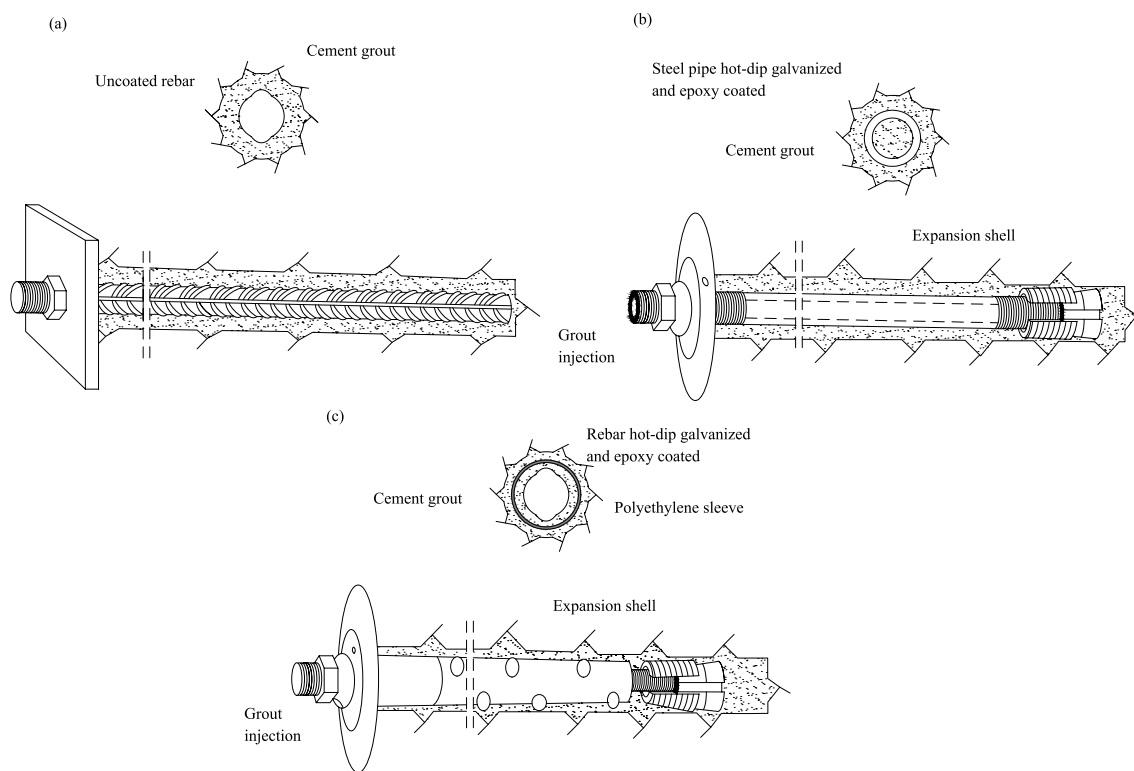 (a)
Cement grout
Uncoated rebar
(b)
Steel pipe hot-dip galvanized
and epoxy coated
Cement grout
Expansion shell
Grout
injection
(c)
Rebar hot-dip galvanized
and epoxy coated
Cement grout
Polyethylene sleeve
Expansion shell
Grout
injection